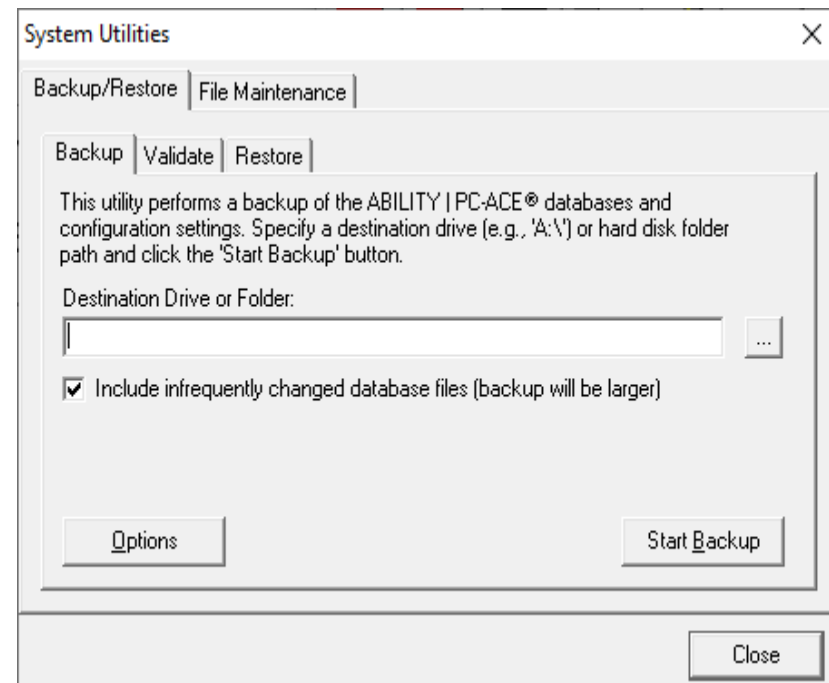 System Utilities
Backup/Restore File Maintenance
Backup Validate Restore
This utility performs a backup of the ABILITY | PC-ACE® databases and
configuration settings. Specify a destination drive (e.g., 'A:\') or hard disk folder
path and click the 'Start Backup' button.
Destination Drive or Folder:
...
Include infrequently changed database files (backup will be larger)
Options Start Backup
Close